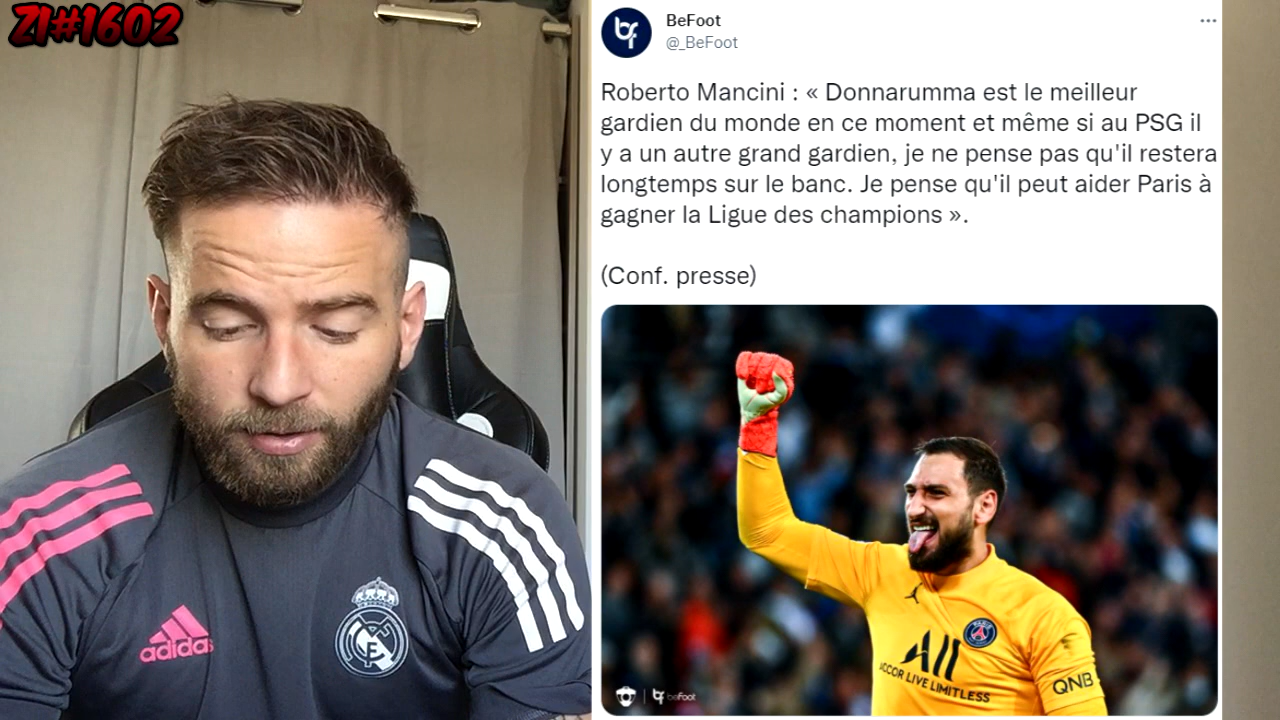 Z1#1602
BeFoot
@_BeFoot
Roberto Mancini : « Donnarumma est le meilleur
gardien du monde en ce moment et même si au PSG il
y a un autre grand gardien, je ne pense pas qu'il restera
longtemps sur le banc. Je pense qu'il peut aider Paris à
gagner la Ligue des champions ».
(Conf. presse)
adidas
PARIS
All
ACCOR LIVE LIMITLESS
QNB
befoot